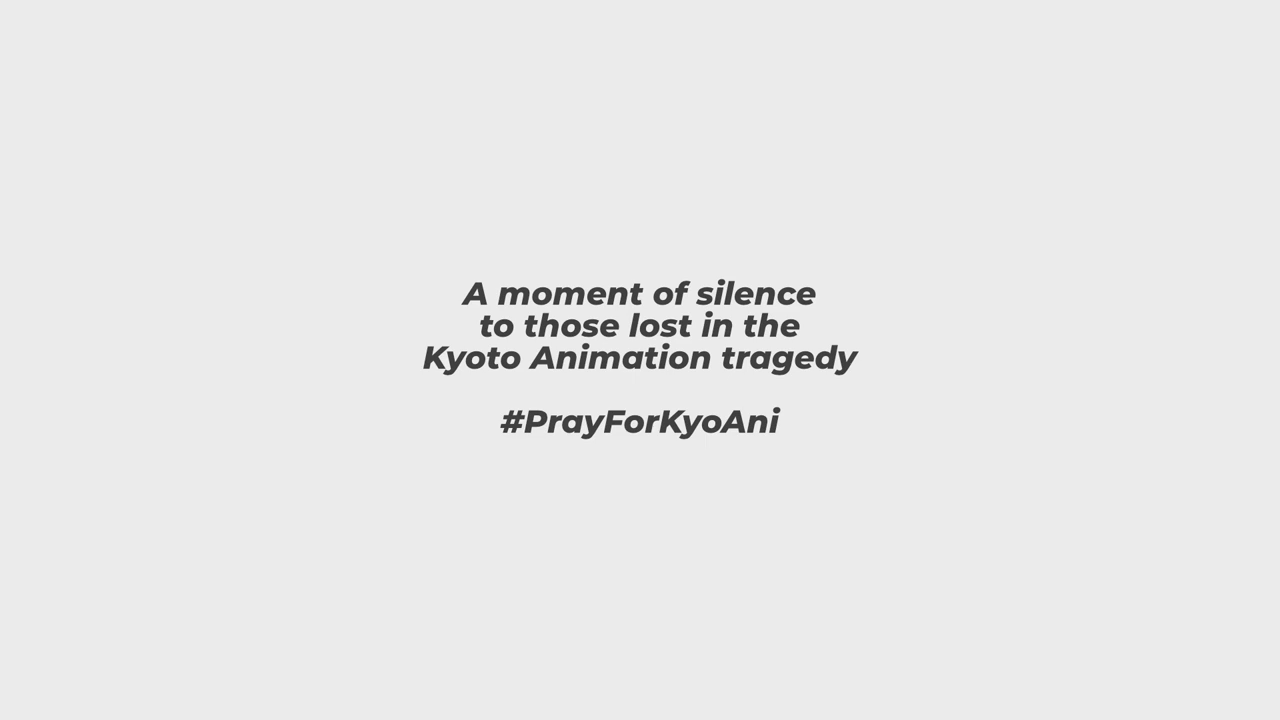 A moment of silence
to those lost in the
Kyoto Animation tragedy
#PrayForKyoAni